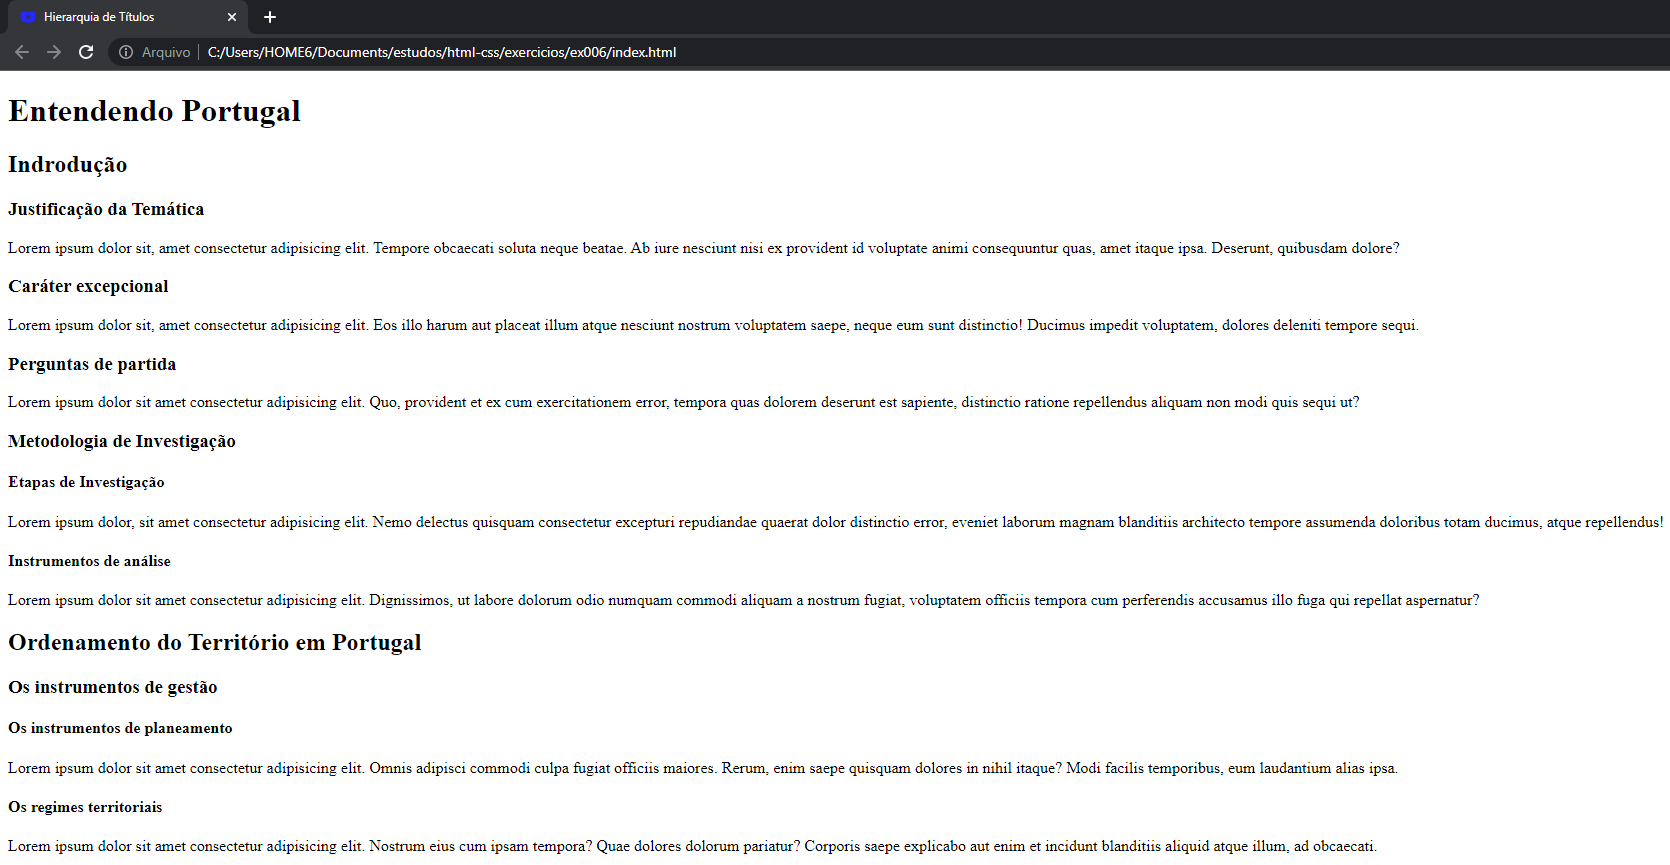 Hierarquia de Títulos
Arquivo C:/Users/HOME6/Documents/estudos/html-css/exercicios/ex006/index.html
Entendendo Portugal
Indrodução
Justificação da Temática
Lorem ipsum dolor sit, amet consectetur adipisicing elit. Tempore obcaecati soluta neque beatae. Ab iure nesciunt nisi ex provident id voluptate animi consequuntur quas, amet itaque ipsa. Deserunt, quibusdam dolore?
Caráter excepcional
Lorem ipsum dolor sit, amet consectetur adipisicing elit. Eos illo harum aut placeat illum atque nesciunt nostrum voluptatem saepe, neque eum sunt distinctio! Ducimus impedit voluptatem, dolores deleniti tempore sequi.
Perguntas de partida
Lorem ipsum dolor sit amet consectetur adipisicing elit. Quo, provident et ex cum exercitationem error, tempora quas dolorem deserunt est sapiente, distinctio ratione repellendus aliquam non modi quis sequi ut?
Metodologia de Investigação
Etapas de Investigação
Lorem ipsum dolor, sit amet consectetur adipisicing elit. Nemo delectus quisquam consectetur excepturi repudiandae quaerat dolor distinctio error, eveniet laborum magnam blanditiis architecto tempore assumenda doloribus totam ducimus, atque repellendus!
Instrumentos de análise
Lorem ipsum dolor sit amet consectetur adipisicing elit. Dignissimos, ut labore dolorum odio numquam commodi aliquam a nostrum fugiat, voluptatem officiis tempora cum perferendis accusamus illo fuga qui repellat aspernatur?
Ordenamento do Território em Portugal
Os instrumentos de gestão
Os instrumentos de planeamento
Lorem ipsum dolor sit amet consectetur adipisicing elit. Omnis adipisci commodi culpa fugiat officiis maiores. Rerum, enim saepe quisquam dolores in nihil itaque? Modi facilis temporibus, eum laudantium alias ipsa.
Os regimes territoriais
Lorem ipsum dolor sit amet consectetur adipisicing elit. Nostrum eius cum ipsam tempora? Quae dolores dolorum pariatur? Corporis saepe explicabo aut enim et incidunt blanditiis aliquid atque illum, ad obcaecati.